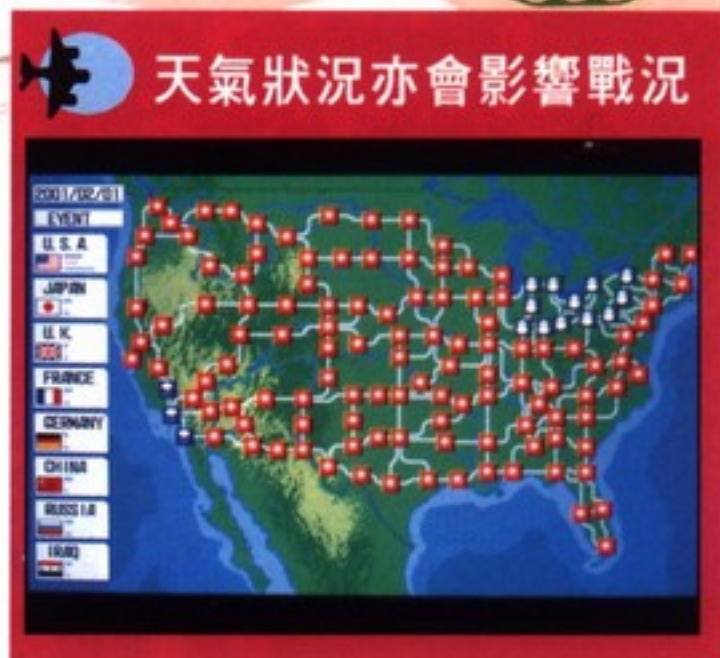 天氣狀況亦會影響戰況
2001/02/01
EVENT
U. S. A.
JAPAN
U. K.
FRANCE
GERMANY
CHINA
RUSSIA
IRAQ